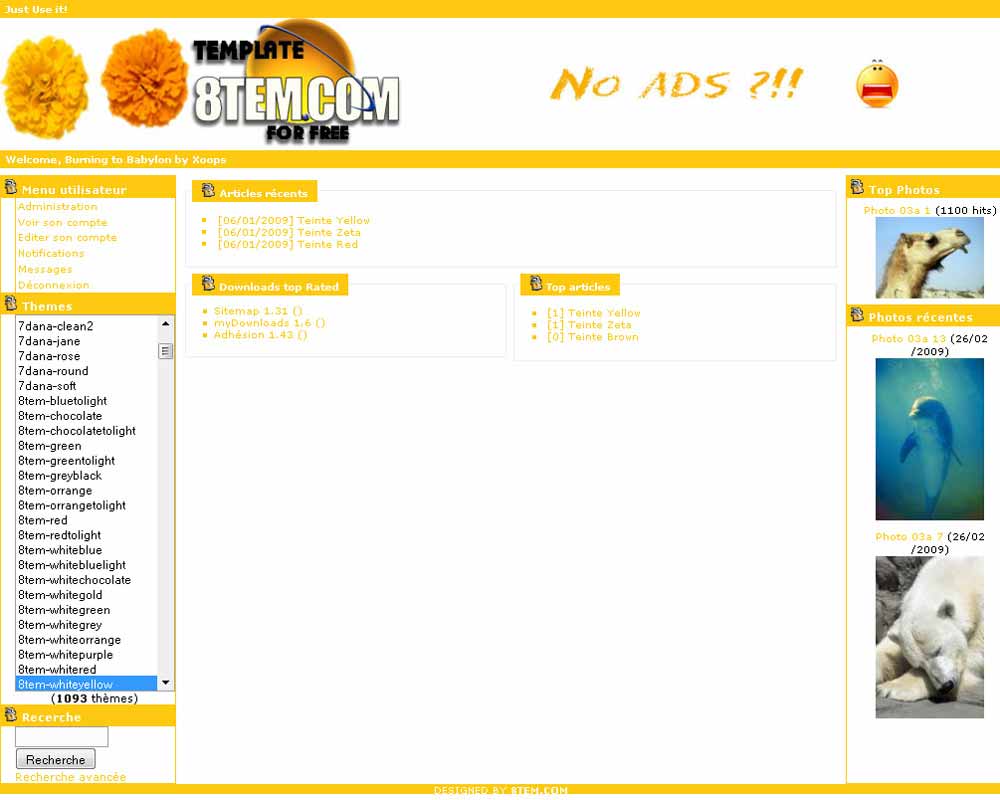 Just Use it!
TEMPLATE
8TEM.COM
FOR FREE
No ADS ?!!
Welcome, Burning to Babylon by Xoops
Menu utilisateur
Administration
Voir son compte
Editer son compte
Notifications
Messages
Déconnexion
Themes
7dana-clean2
7dana-jane
7dana-rose
7dana-round
7dana-soft
8tem-bluetolight
8tem-chocolate
8tem-chocolatetolight
8tem-green
8tem-greentolight
8tem-greyblack
8tem-orrange
8tem-orrangetolight
8tem-red
8tem-redtolight
8tem-whiteblue
8tem-whitebluelight
8tem-whitechocolate
8tem-whitegold
8tem-whitegreen
8tem-whitegrey
8tem-whiteorrange
8tem-whitepurple
8tem-whitered
8tem-whiteyellow
(1093 thèmes)
Recerche
Recherche
Recherche avancée
Articles récents
[06/01/2009] Teinte Yellow
[06/01/2009] Teinte Zeta
[06/01/2009] Teinte Red
Downloads top Rated
Sitemap 1.31 ()
myDownloads 1.6 ()
Adhésion 1.43 ()
Top articles
[1] Teinte Yellow
[1] Teinte Zeta
[0] Teinte Brown
Top Photos
Photo 03a 1 (1100 hits)
Photos récentes
Photo 03a 13 (26/02
/2009)
Photo 03a 7 (26/02
/2009)
DESIGNED BY 8TEM.COM